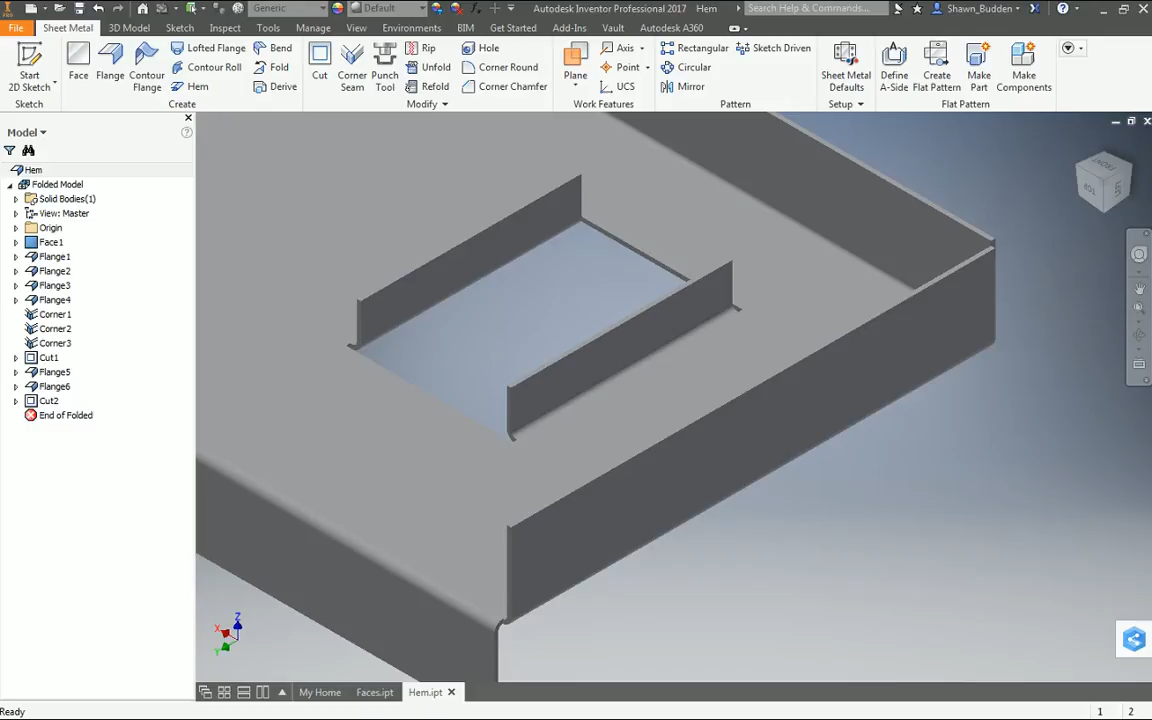 Generic
Default
Autodesk Inventor Professional 2017 Hem
Search Help & Commands...
Shawn_Budden
File
Sheet Metal
3D Model
Sketch
Inspect
Tools
Manage
View
Environments
BIM
Get Started
Add-Ins
Vault
Autodesk A360
Start
2D Sketch
Face
Flange
Contour
Flange
Lofted Flange
Contour Roll
Hem
Bend
Fold
Derive
Cut
Corner
Seam
Punch
Tool
Rip
Unfold
Refold
Hole
Corner Round
Corner Chamfer
Plane
Axis
Point
UCS
Rectangular
Circular
Mirror
Sketch Driven
Sheet Metal
Defaults
Define
A-Side
Create
Flat Pattern
Make
Part
Make
Components
Sketch
Create
Modify
Work Features
Pattern
Setup
Flat Pattern
Model
Hem
Folded Model
Solid Bodies(1)
View: Master
Origin
Face1
Flange1
Flange2
Flange3
Flange4
Corner1
Corner2
Corner3
Cut1
Flange5
Flange6
Cut2
End of Folded
FRONT
TOP
Z
X
Y
My Home
Faces.ipt
Hem.ipt
Ready
1
2